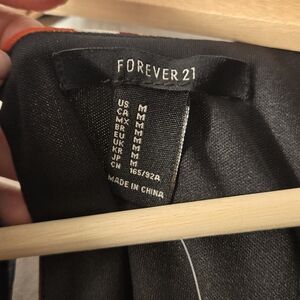 FOREVER 21
US M
CA M
MX M
BR M
EU M
UK M
KR M
JP M
CN 165/92A
MADE IN CHINA